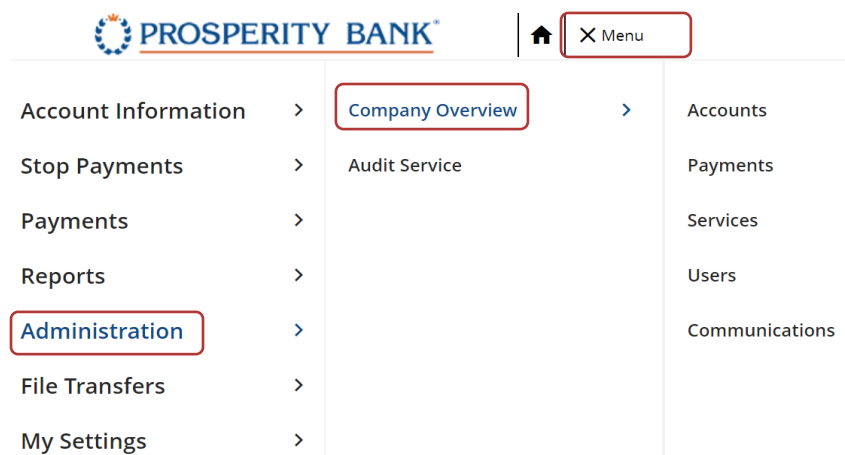 PROSPERITY BANK®
Menu
Account Information
Stop Payments
Payments
Reports
Administration
File Transfers
My Settings
Company Overview
Audit Service
Accounts
Payments
Services
Users
Communications